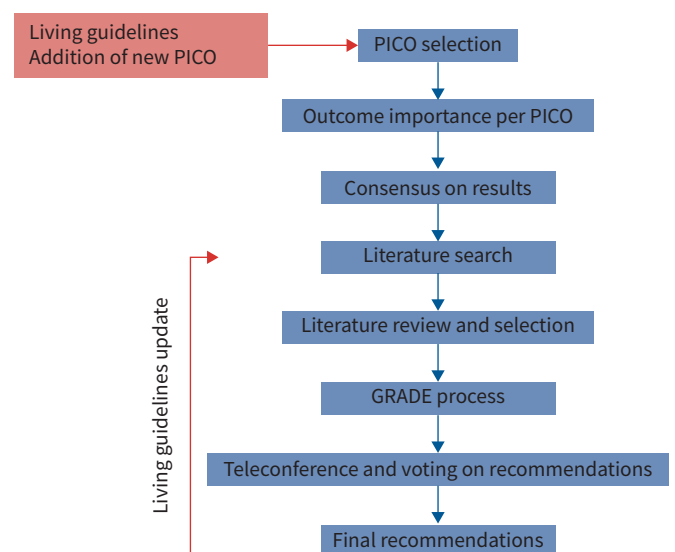 Living guidelines
Addition of new PICO
PICO selection
Outcome importance per PICO
Consensus on results
Literature search
Literature review and selection
GRADE process
Teleconference and voting on recommendations
Final recommendations
Living guidelines update